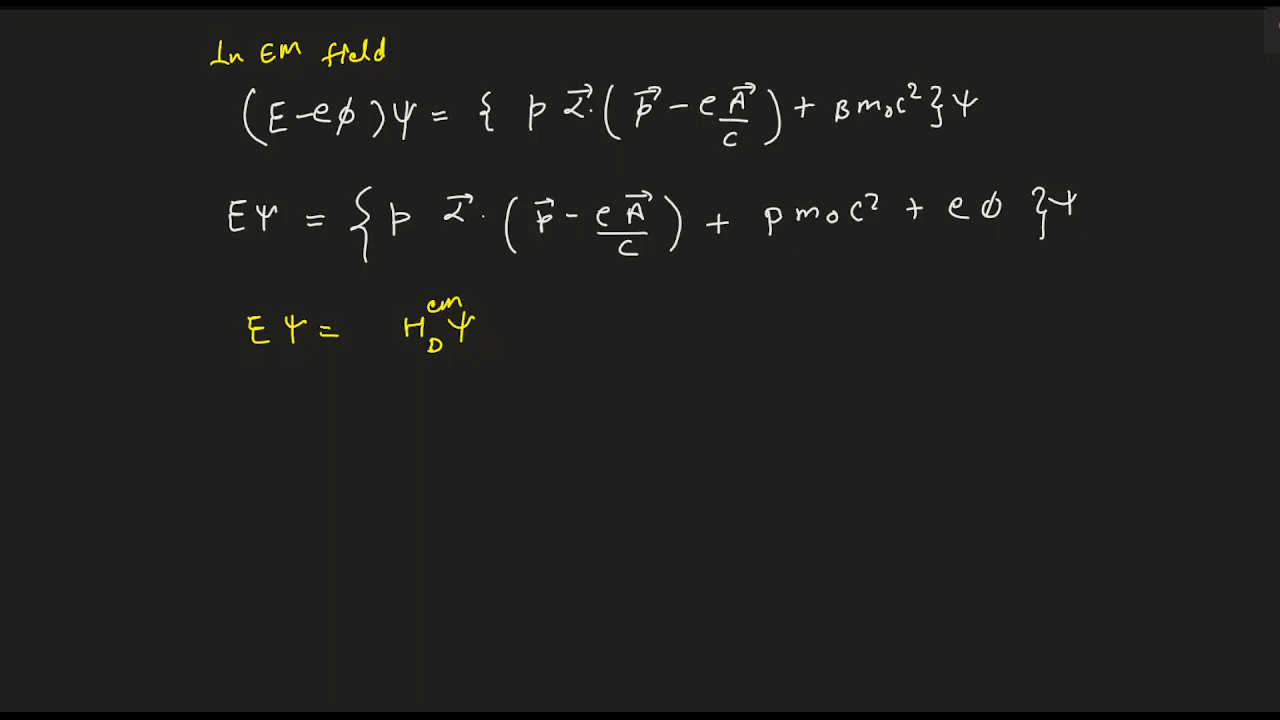 In EM field
(E - eϕ)Ψ = { p α⃗·(p⃗ - eA⃗/c) + βm₀c² }Ψ
EΨ = { p α⃗·(p⃗ - eA⃗/c) + βm₀c² + eϕ }Ψ
EΨ = H_D^em Ψ